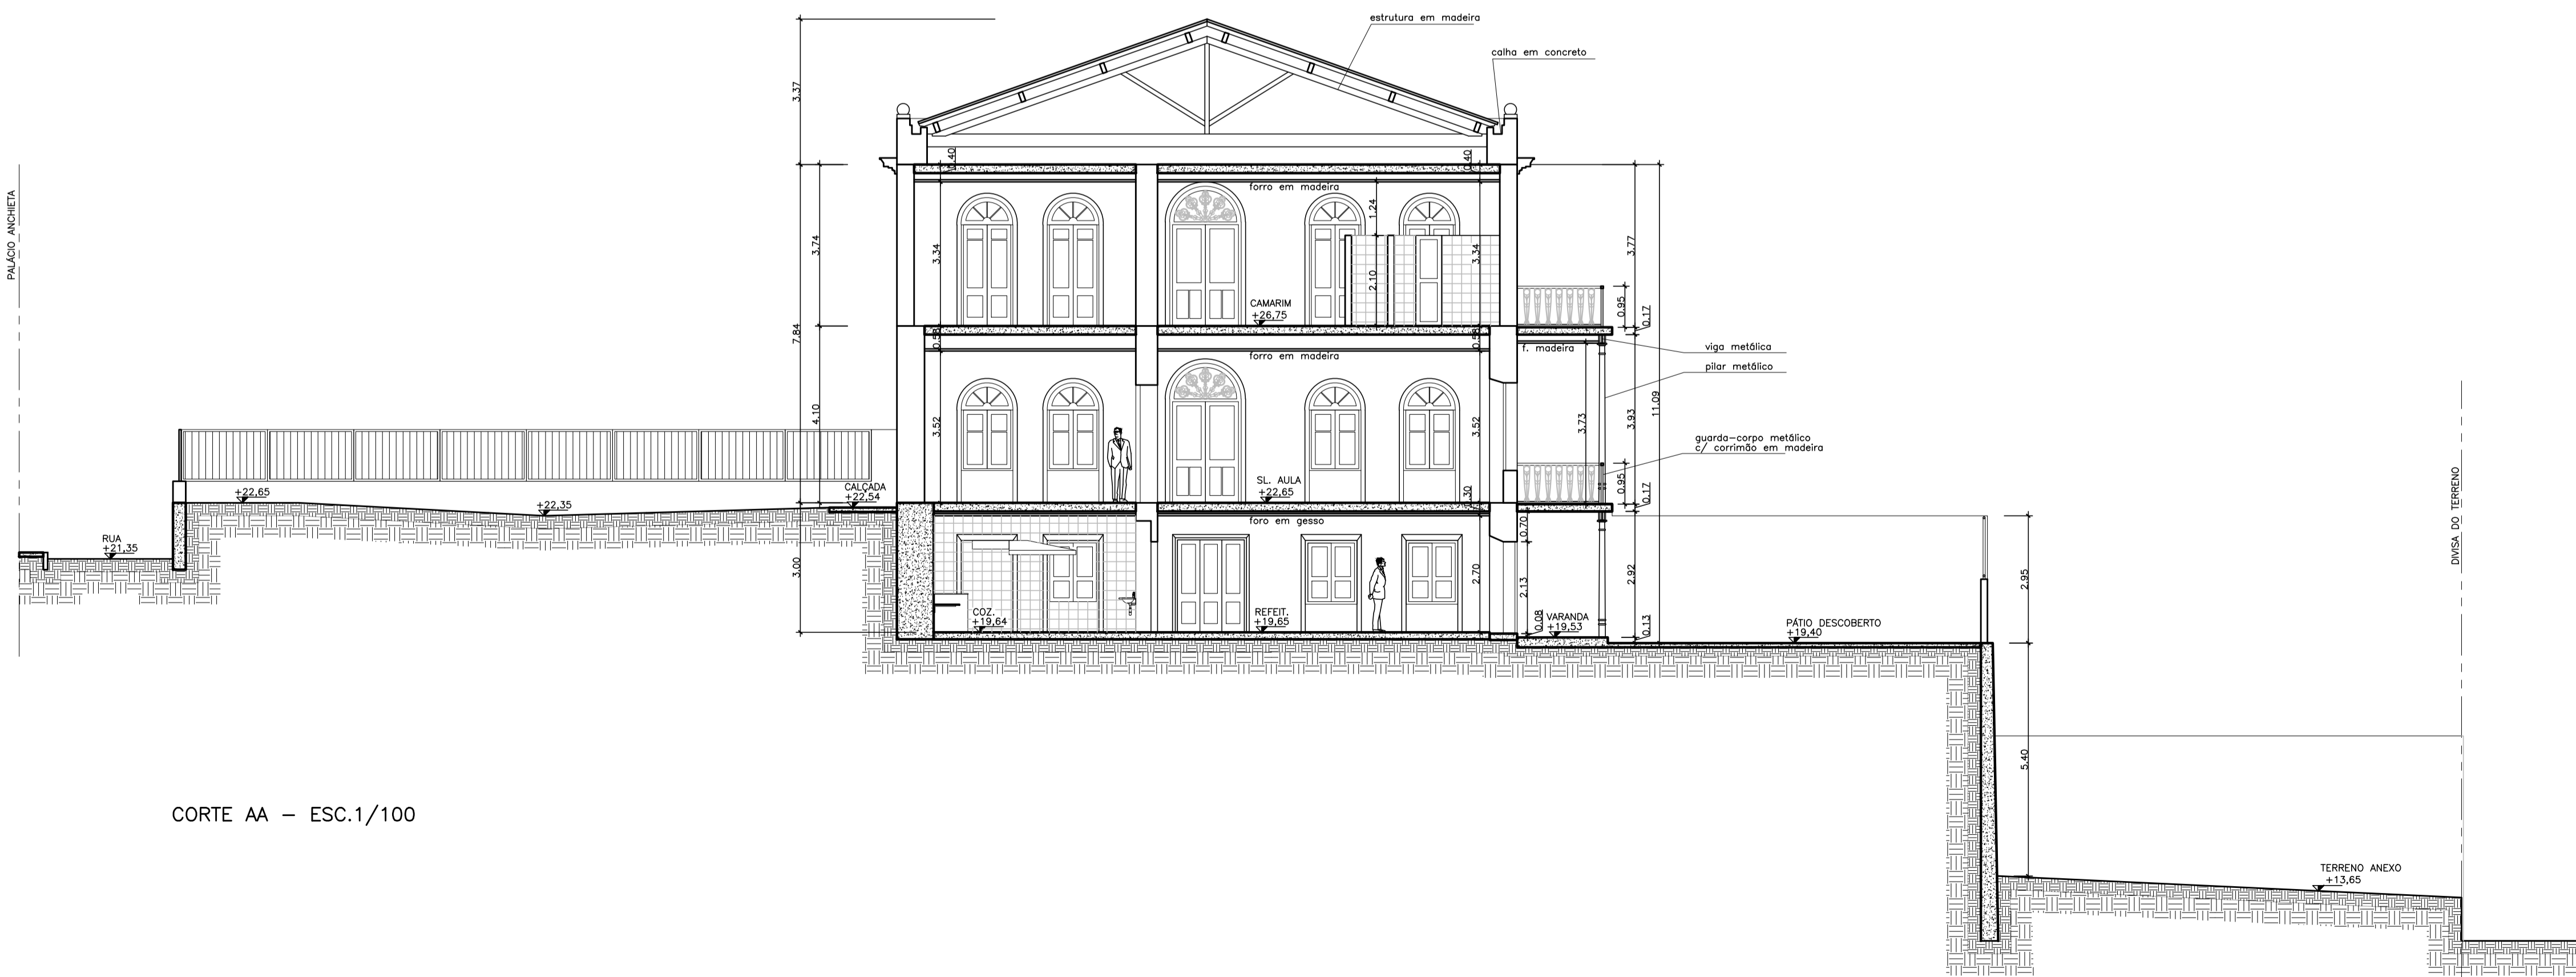 estrutura em madeira
calha em concreto
3.37
0.40
0.40
forro em madeira
PALÁCIO ANCHIETA
3.74
3.34
1.24
2.10
3.34
3.77
CAMARIM
+26,75
0.95
0.17
7.84
0.58
0.58
forro em madeira
f. madeira
viga metálica
pilar metálico
4.10
3.52
3.52
3.73
3.93
11.09
guarda-corpo metálico
c/ corrimão em madeira
SL. AULA
+22,65
0.95
0.17
DIVISA DO TERRENO
+22,65
+22,35
CALÇADA
+22,54
foro em gesso
0.70
RUA
+21,35
3.00
2.70
2.13
2.92
2.95
COZ.
+19,64
REFEIT.
+19,65
0.08
VARANDA
+19,53
0.13
PÁTIO DESCOBERTO
+19,40
5.40
CORTE AA - ESC.1/100
TERRENO ANEXO
+13,65